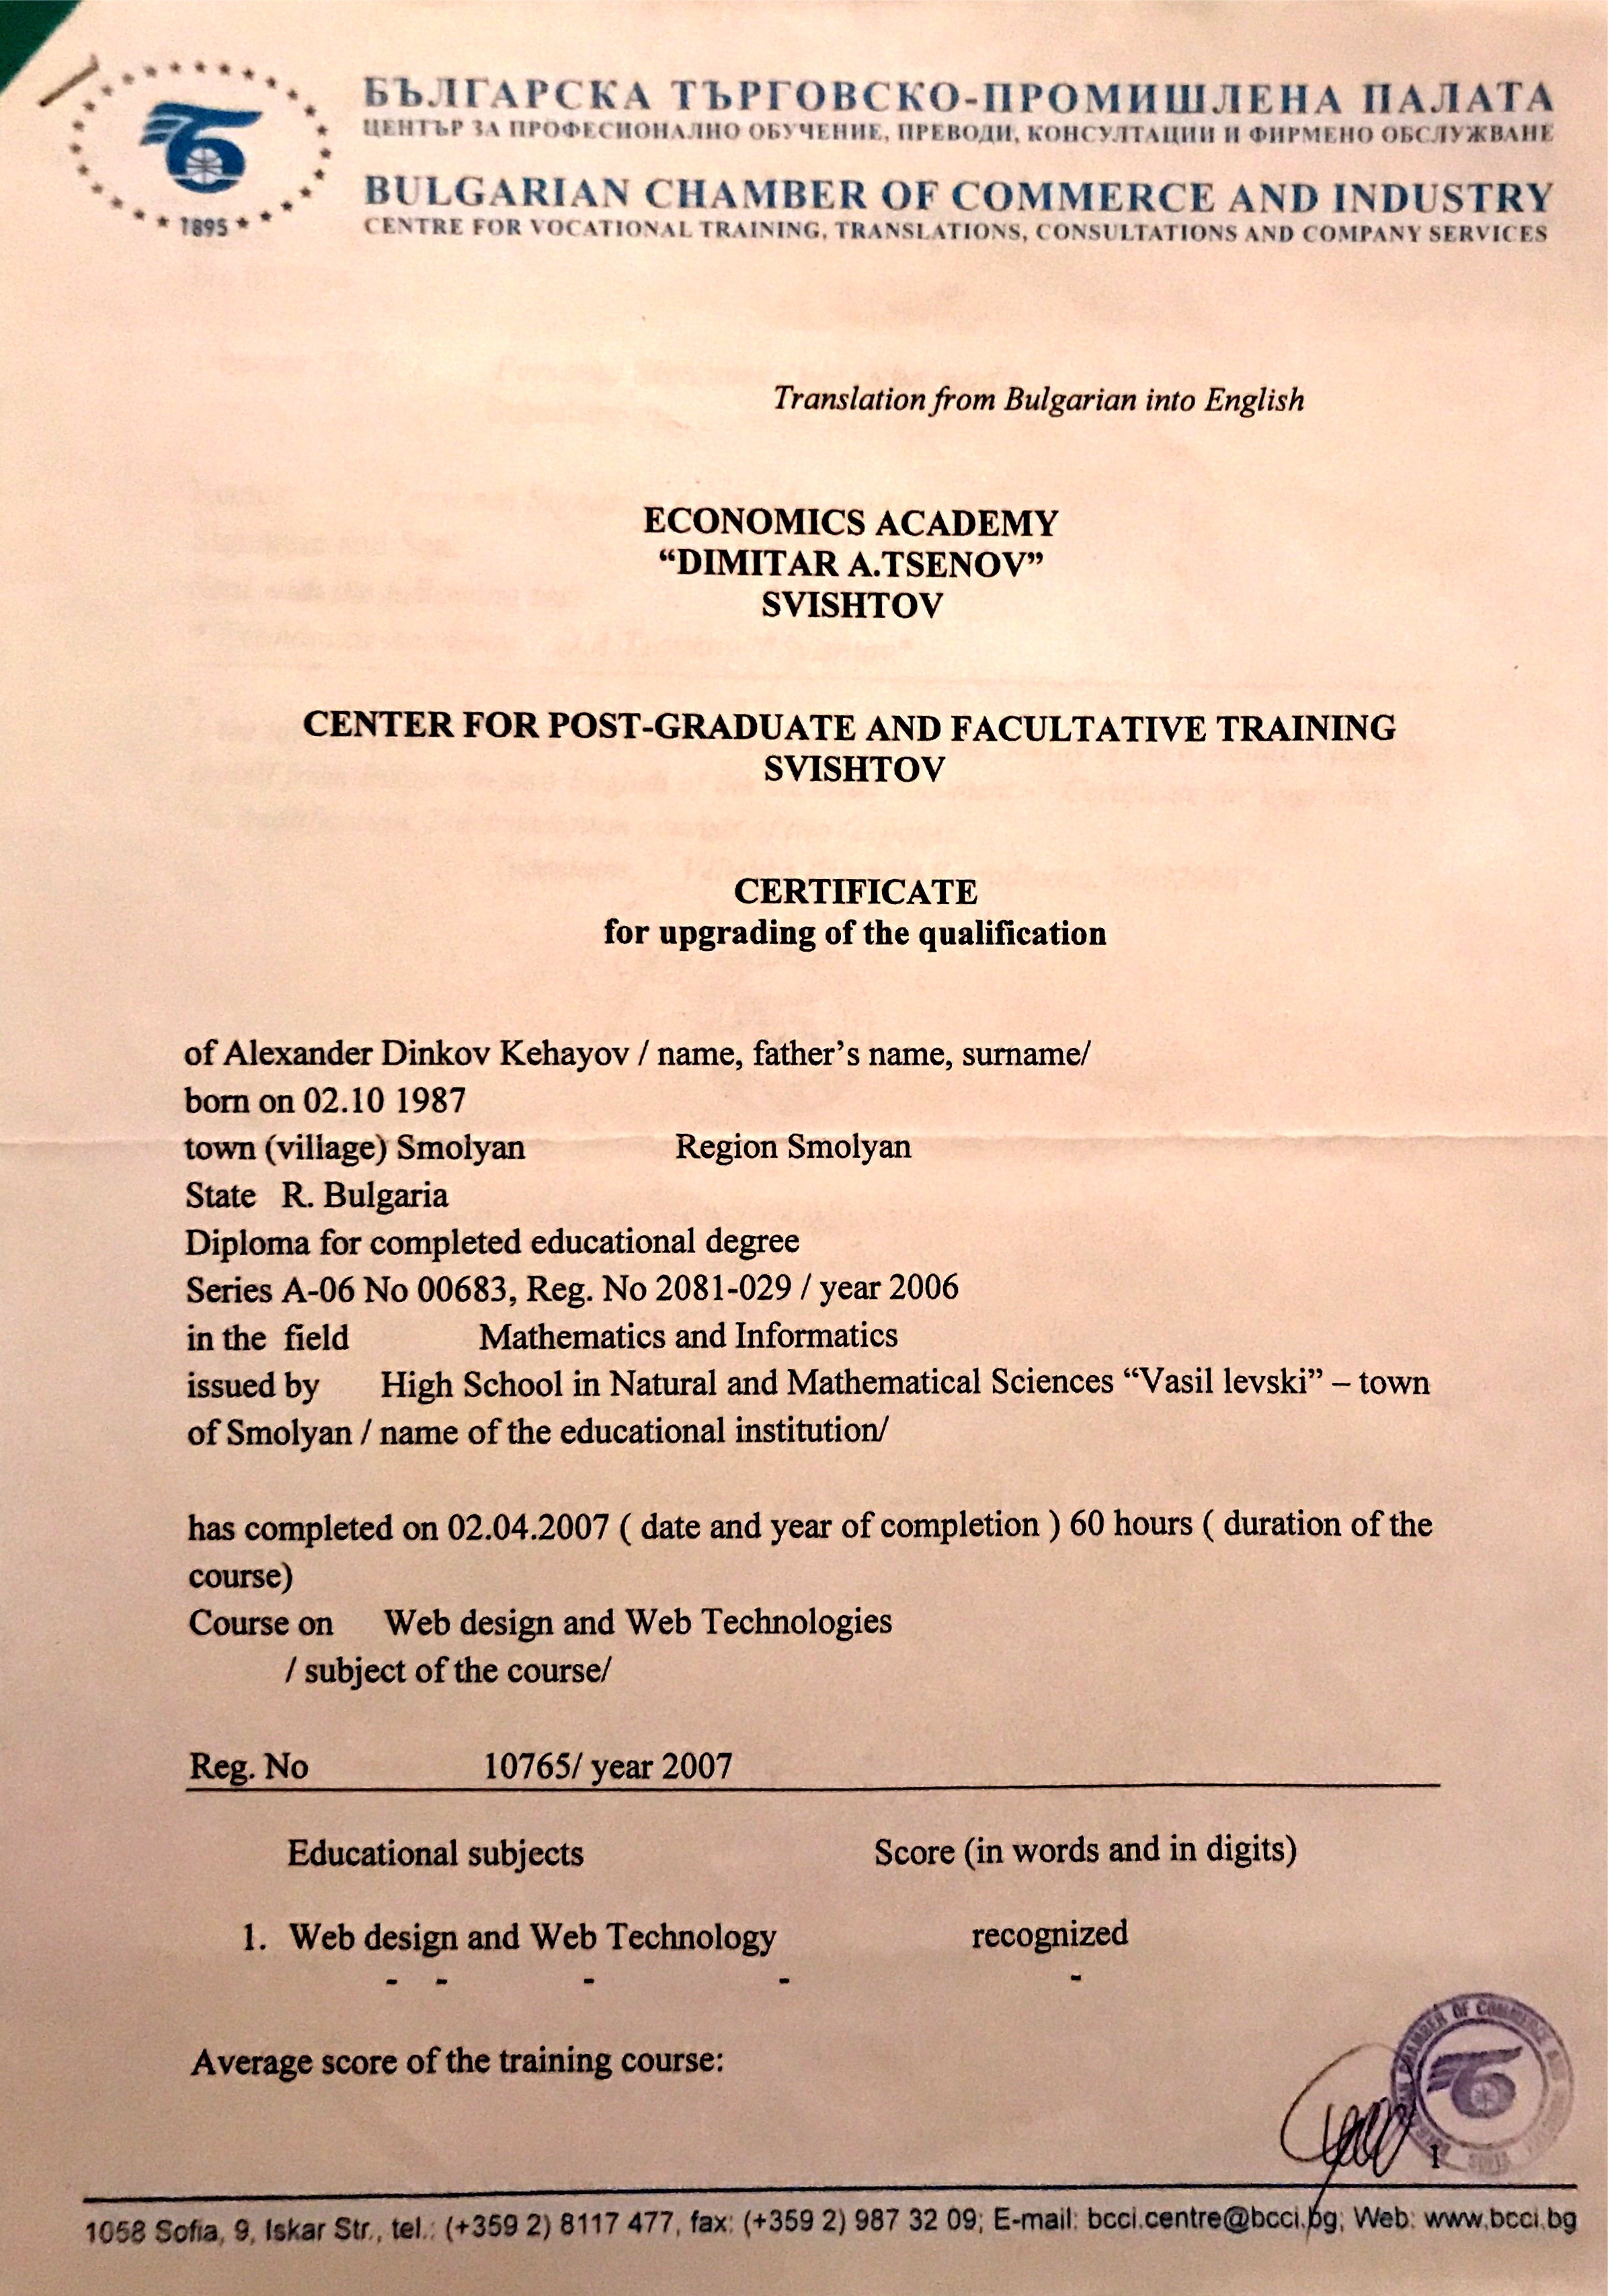 БЪЛГАРСКА ТЪРГОВСКО-ПРОМИШЛЕНА ПАЛАТА
ЦЕНТЪР ЗА ПРОФЕСИОНАЛНО ОБУЧЕНИЕ, ПРЕВОДИ, КОНСУЛТАЦИИ И ФИРМЕНО ОБСЛУЖВАНЕ
BULGARIAN CHAMBER OF COMMERCE AND INDUSTRY
CENTRE FOR VOCATIONAL TRAINING, TRANSLATIONS, CONSULTATIONS AND COMPANY SERVICES
1895
Translation from Bulgarian into English
ECONOMICS ACADEMY
“DIMITAR A.TSENOV”
SVISHTOV
CENTER FOR POST-GRADUATE AND FACULTATIVE TRAINING
SVISHTOV
CERTIFICATE
for upgrading of the qualification
of Alexander Dinkov Kehayov / name, father’s name, surname/
born on 02.10 1987
town (village) Smolyan Region Smolyan
State R. Bulgaria
Diploma for completed educational degree
Series A-06 No 00683, Reg. No 2081-029 / year 2006
in the field Mathematics and Informatics
issued by High School in Natural and Mathematical Sciences “Vasil levski” – town
of Smolyan / name of the educational institution/
has completed on 02.04.2007 ( date and year of completion ) 60 hours ( duration of the
course)
Course on Web design and Web Technologies
/ subject of the course/
Reg. No 10765/ year 2007
Educational subjects Score (in words and in digits)
1. Web design and Web Technology recognized
- - - - -
Average score of the training course:
CHAMBER OF COMMERCE AND
1
1058 Sofia, 9, Iskar Str., tel.: (+359 2) 8117 477, fax: (+359 2) 987 32 09; E-mail: bcci.centre@bcci.bg; Web: www.bcci.bg